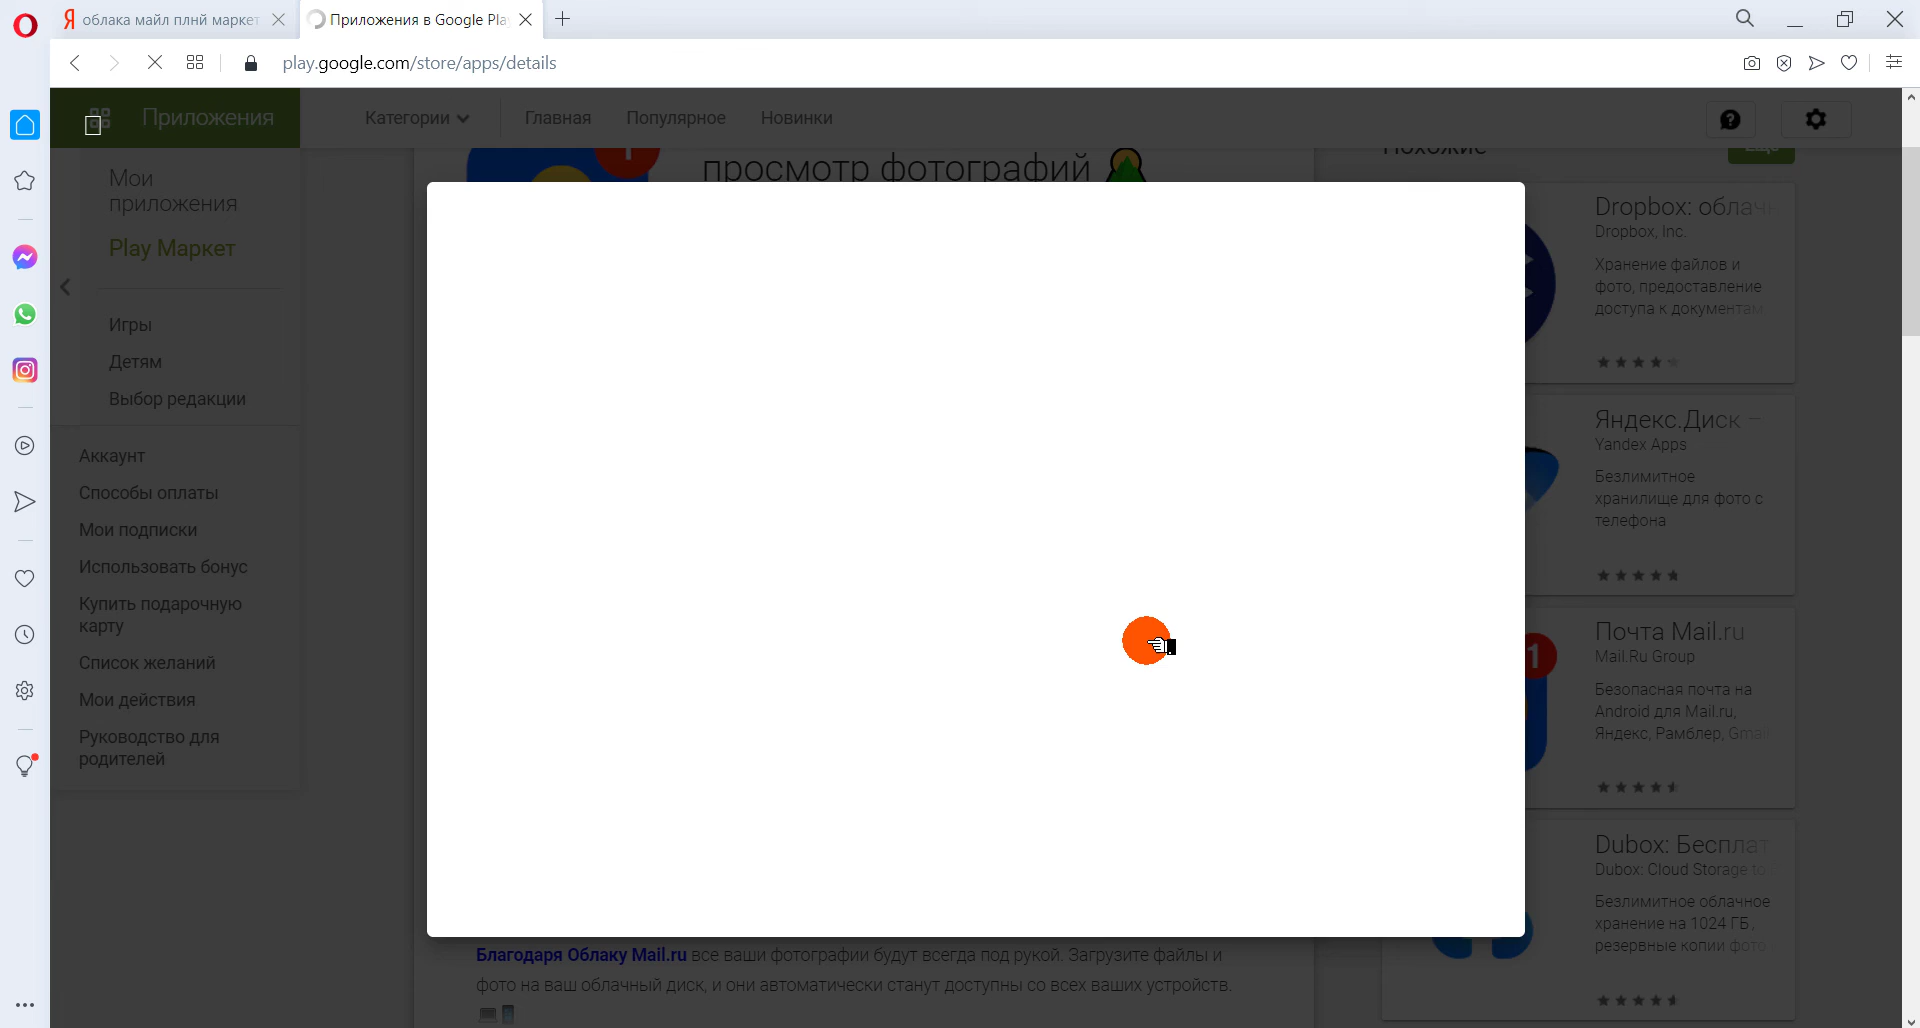 облака майл плнй маркет
Приложения в Google Pla
play.google.com/store/apps/details
Приложения
Категории
Главная
Популярное
Новинки
Мои
приложения
Play Маркет
Игры
Детям
Выбор редакции
Аккаунт
Способы оплаты
Мои подписки
Использовать бонус
Купить подарочную
карту
Список желаний
Мои действия
Руководство для
родителей
1
просмотр фотографий
Благодаря Облаку Mail.ru все ваши фотографии будут всегда под рукой. Загрузите файлы и
фото на ваш облачный диск, и они автоматически станут доступны со всех ваших устройств.
Похожие
Ещё
Dropbox: облачн
Dropbox, Inc.
Хранение файлов и
фото, предоставление
доступа к документам
Яндекс.Диск –
Yandex Apps
Безлимитное
хранилище для фото с
телефона
1
Почта Mail.ru
Mail.Ru Group
Безопасная почта на
Android для Mail.ru,
Яндекс, Рамблер, Gmail
Dubox: Бесплат
Dubox: Cloud Storage to
Безлимитное облачное
хранение на 1024 ГБ,
резервные копии фото